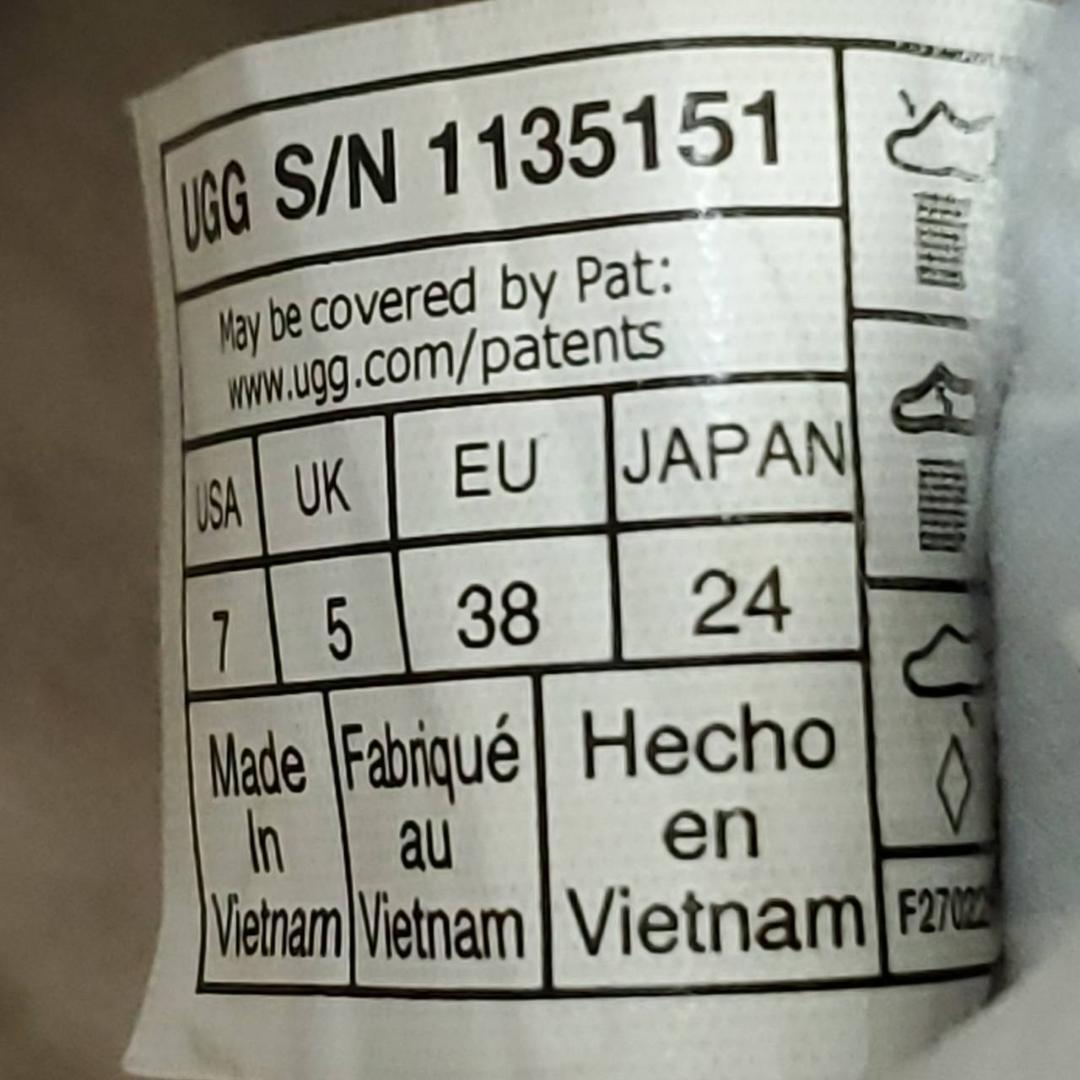 UGG S/N 1135151
May be covered by Pat:
www.ugg.com/patents
USA UK EU JAPAN
7 5 38 24
Made
In
Vietnam
Fabriqué
au
Vietnam
Hecho
en
Vietnam